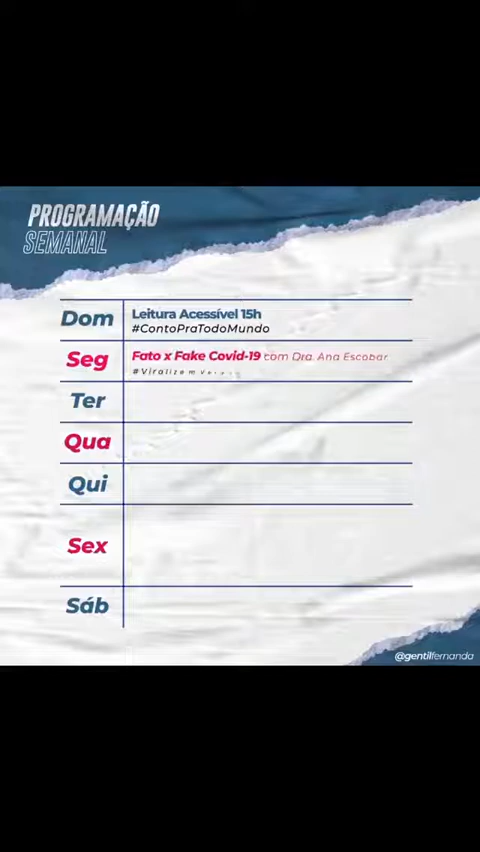 PROGRAMAÇÃO
SEMANAL
Dom
Leitura Acessível 15h
#ContoPraTodoMundo
Seg
Fato x Fake Covid-19 com Dra. Ana Escobar
Ter
Qua
Qui
Sex
Sáb
@gentilfernanda